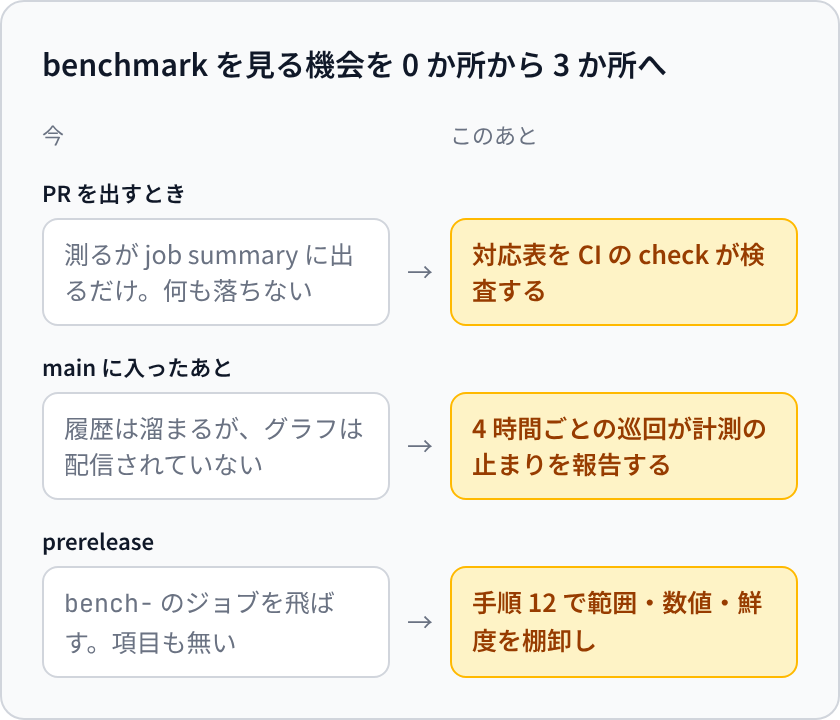 benchmark を見る機会を 0 か所から 3 か所へ
今
このあと
PR を出すとき
測るが job summary に出
るだけ。何も落ちない
→
対応表を CI の check が検
査する
main に入ったあと
履歴は溜まるが、グラフは
配信されていない
→
4 時間ごとの巡回が計測の
止まりを報告する
prerelease
bench- のジョブを飛ば
す。項目も無い
→
手順 12 で範囲・数値・鮮
度を棚卸し